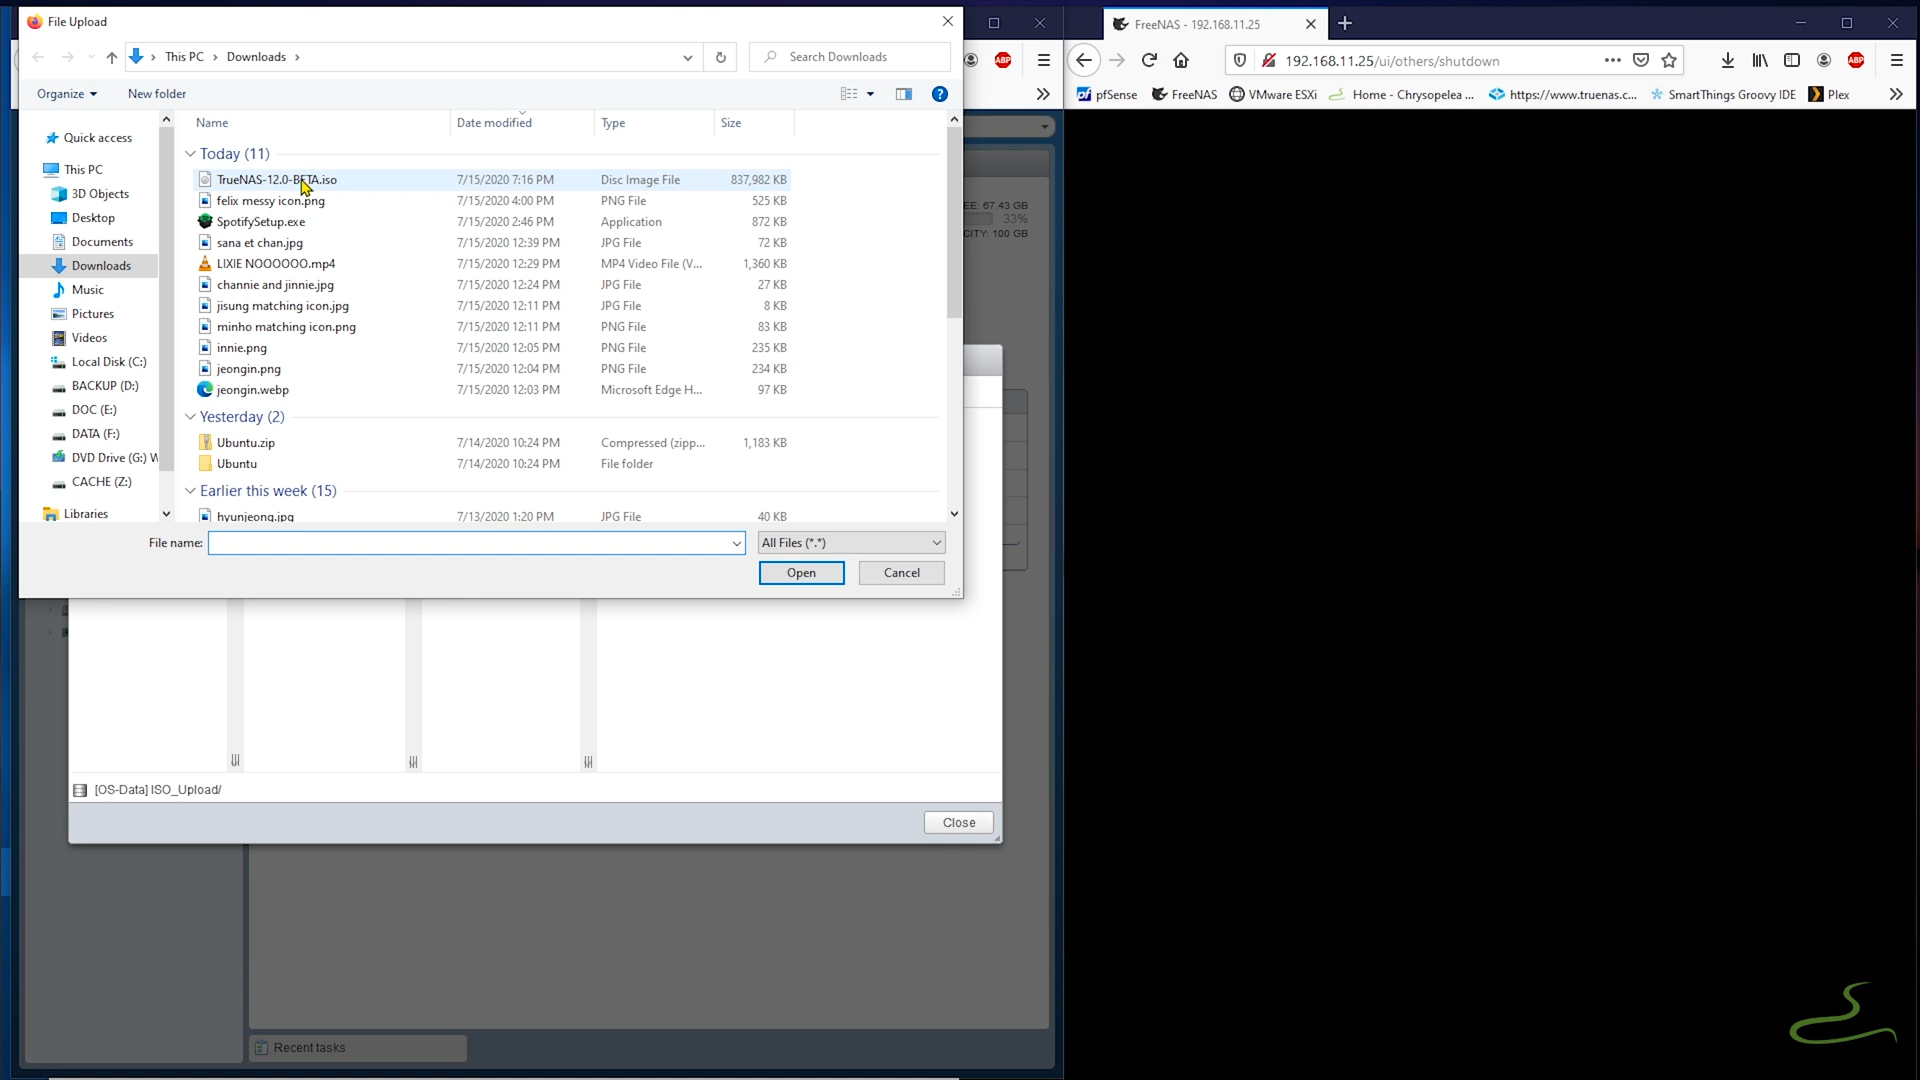 File Upload
This PC > Downloads >
Search Downloads
Organize
New folder
Name Date modified Type Size
Quick access
This PC
3D Objects
Desktop
Documents
Downloads
Music
Pictures
Videos
Local Disk (C:)
BACKUP (D:)
DOC (E:)
DATA (F:)
DVD Drive (G:) W
CACHE (Z:)
Libraries
Today (11)
TrueNAS-12.0-BETA.iso 7/15/2020 7:16 PM Disc Image File 837,982 KB
felix messy icon.png 7/15/2020 4:00 PM PNG File 525 KB
SpotifySetup.exe 7/15/2020 2:46 PM Application 872 KB
sana et chan.jpg 7/15/2020 12:39 PM JPG File 72 KB
LIXIE NOOOOOO.mp4 7/15/2020 12:29 PM MP4 Video File (V... 1,360 KB
channie and jinnie.jpg 7/15/2020 12:24 PM JPG File 27 KB
jisung matching icon.jpg 7/15/2020 12:11 PM JPG File 8 KB
minho matching icon.png 7/15/2020 12:11 PM PNG File 83 KB
innie.png 7/15/2020 12:05 PM PNG File 235 KB
jeongin.png 7/15/2020 12:04 PM PNG File 234 KB
jeongin.webp 7/15/2020 12:03 PM Microsoft Edge H... 97 KB
Yesterday (2)
Ubuntu.zip 7/14/2020 10:24 PM Compressed (zipp... 1,183 KB
Ubuntu 7/14/2020 10:24 PM File folder
Earlier this week (15)
hyunjeong.jpg 7/13/2020 1:20 PM JPG File 40 KB
File name:
All Files (*.*)
Open
Cancel
EE: 67.43 GB
33%
CITY: 100 GB
[OS-Data] ISO_Upload/
Close
Recent tasks
FreeNAS - 192.168.11.25
192.168.11.25/ui/others/shutdown
ABP
ABP
pfSense
FreeNAS
VMware ESXi
Home - Chrysopelea ...
https://www.truenas.c...
SmartThings Groovy IDE
Plex